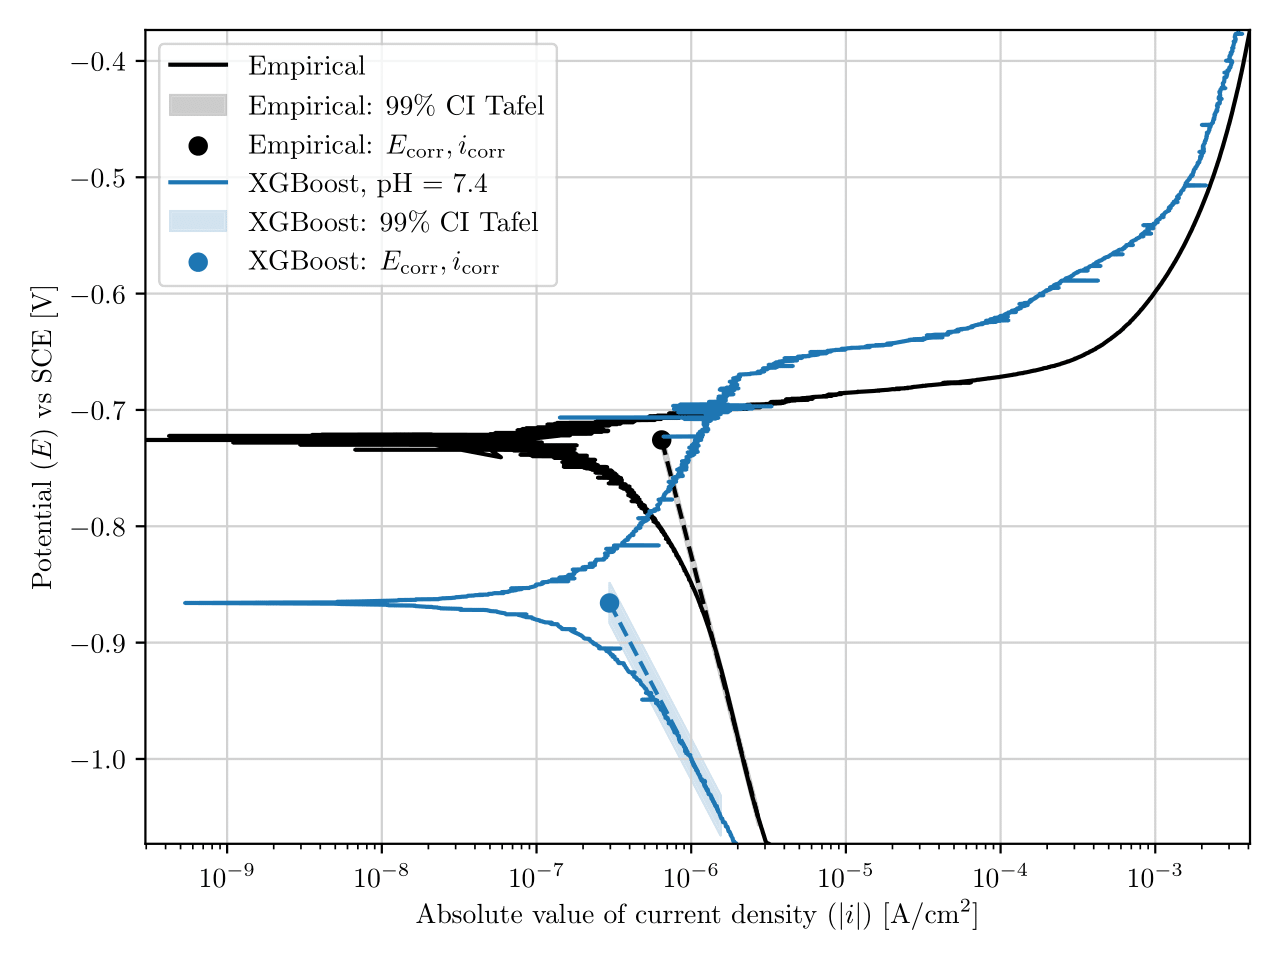 Empirical
Empirical: 99% CI Tafel
Empirical: E_corr, i_corr
XGBoost, pH = 7.4
XGBoost: 99% CI Tafel
XGBoost: E_corr, i_corr
Potential (E) vs SCE [V]
−0.4
−0.5
−0.6
−0.7
−0.8
−0.9
−1.0
10⁻⁹ 10⁻⁸ 10⁻⁷ 10⁻⁶ 10⁻⁵ 10⁻⁴ 10⁻³
Absolute value of current density (|i|) [A/cm²]